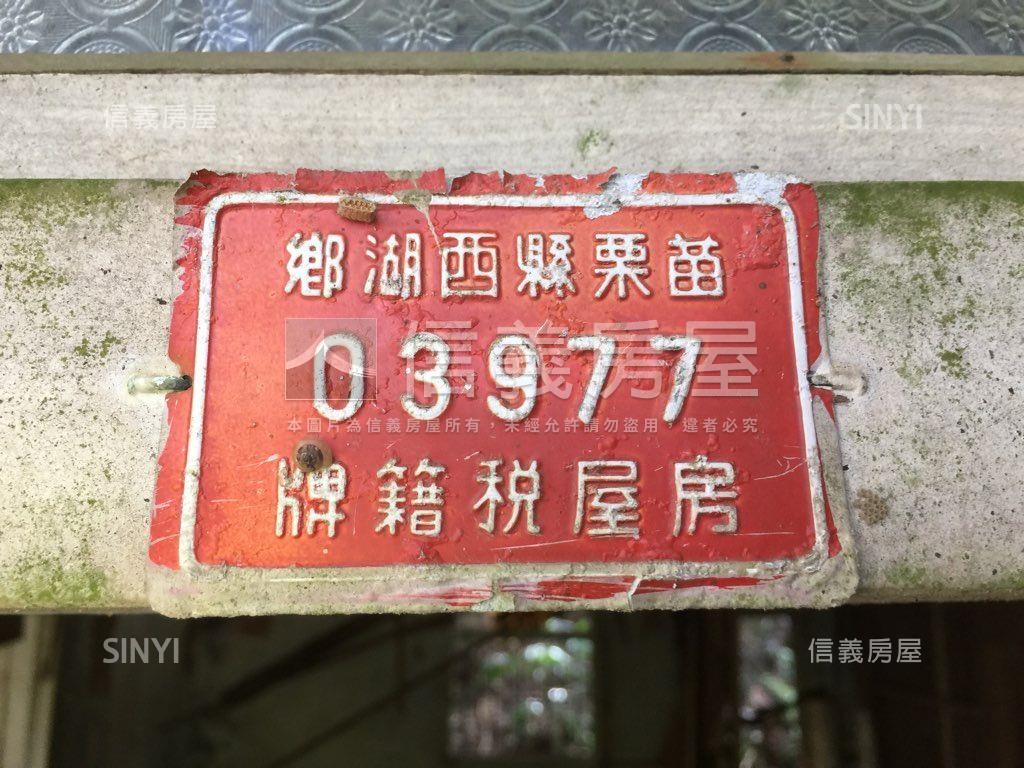 信義房屋 SINYI
苗栗縣西湖鄉
03977
信義房屋
本圖片為信義房屋所有，未經允許請勿盜用，違者必究
房屋稅籍牌
SINYI 信義房屋